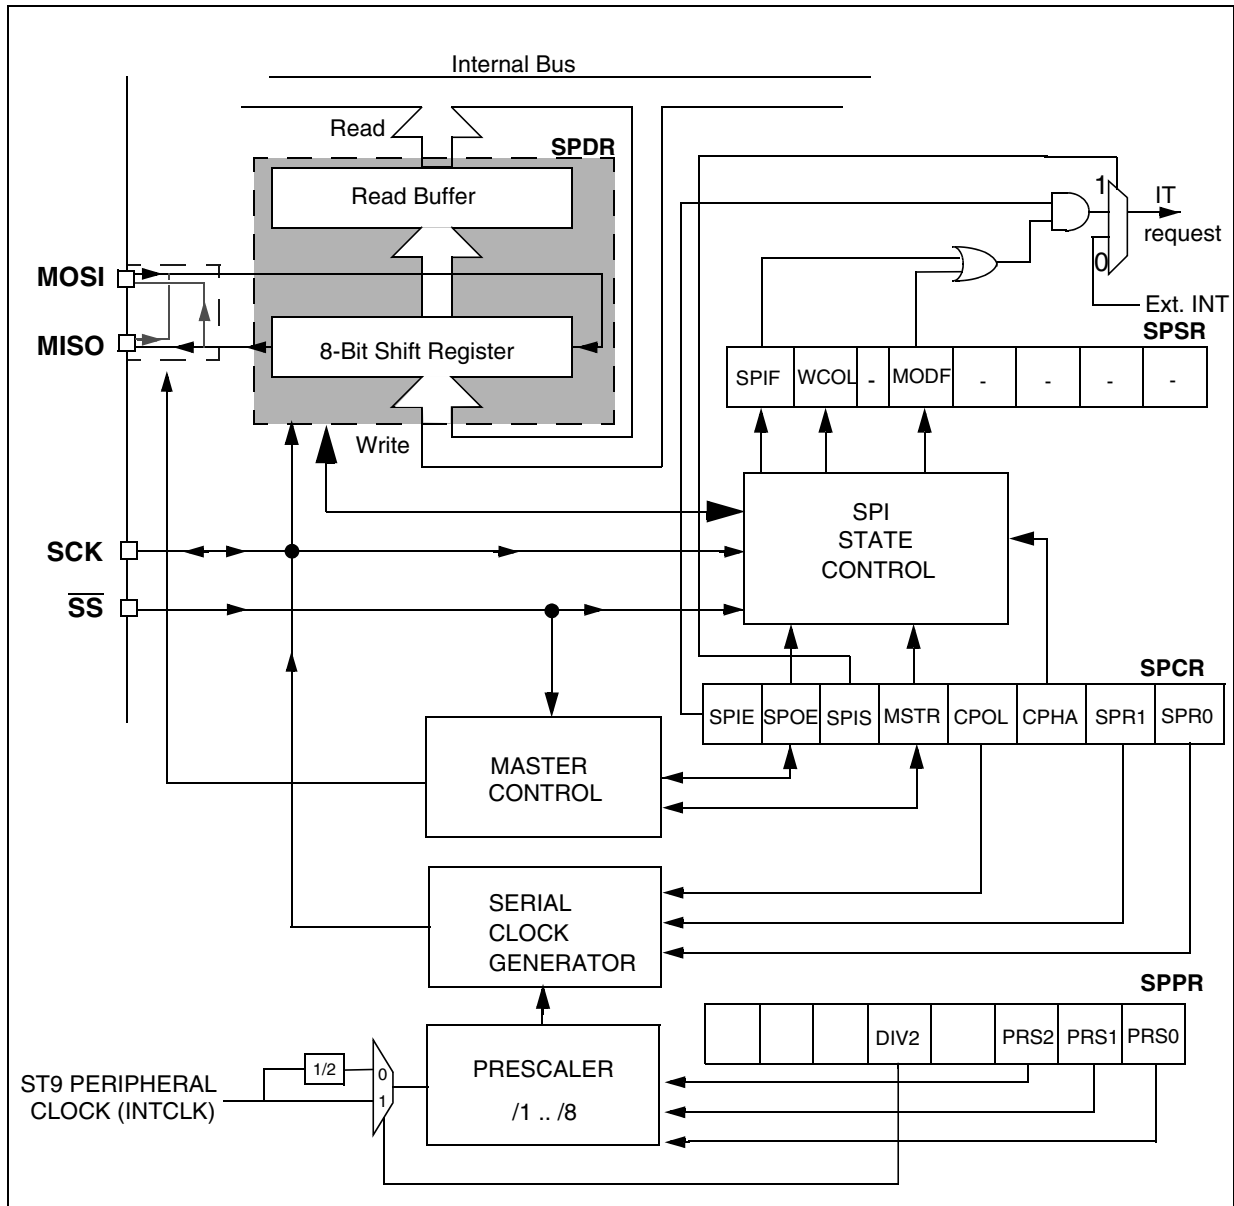 Internal Bus
Read
SPDR
Read Buffer
1
IT
request
MOSI
0
Ext. INT
SPSR
MISO
8-Bit Shift Register
SPIF WCOL - MODF - - - -
Write
SPI
STATE
CONTROL
SCK
SS
SPCR
SPIE SPOE SPIS MSTR CPOL CPHA SPR1 SPR0
MASTER
CONTROL
SERIAL
CLOCK
GENERATOR
SPPR
DIV2 PRS2 PRS1 PRS0
1/2
0
1
ST9 PERIPHERAL
CLOCK (INTCLK)
PRESCALER
/1 .. /8